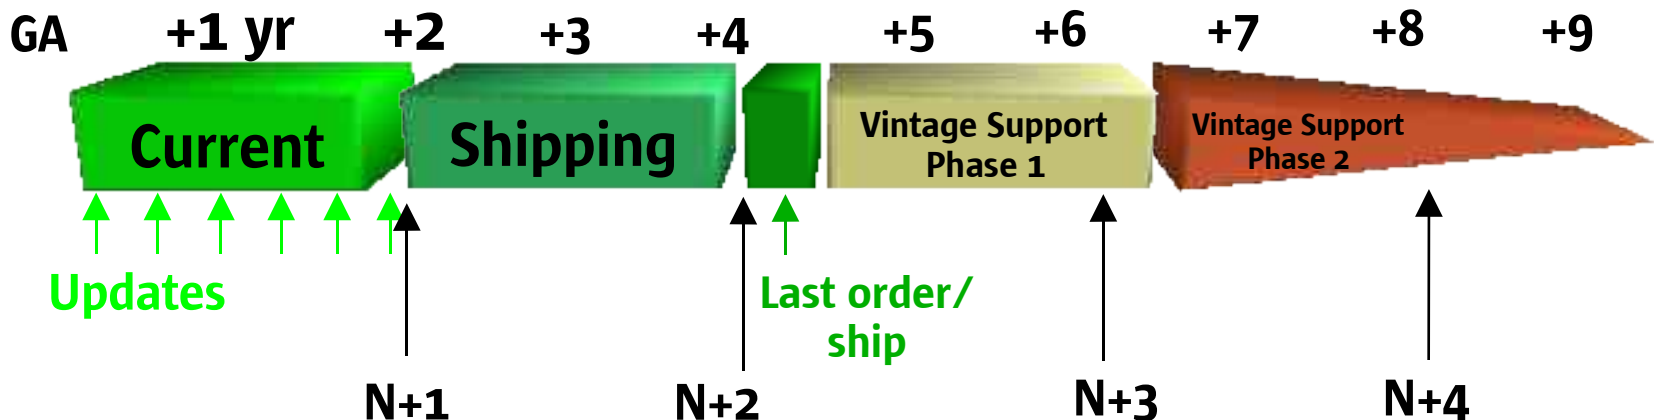 GA +1 yr +2 +3 +4 +5 +6 +7 +8 +9
Current Shipping Vintage Support Phase 1 Vintage Support Phase 2
Updates
Last order/
ship
N+1 N+2 N+3 N+4